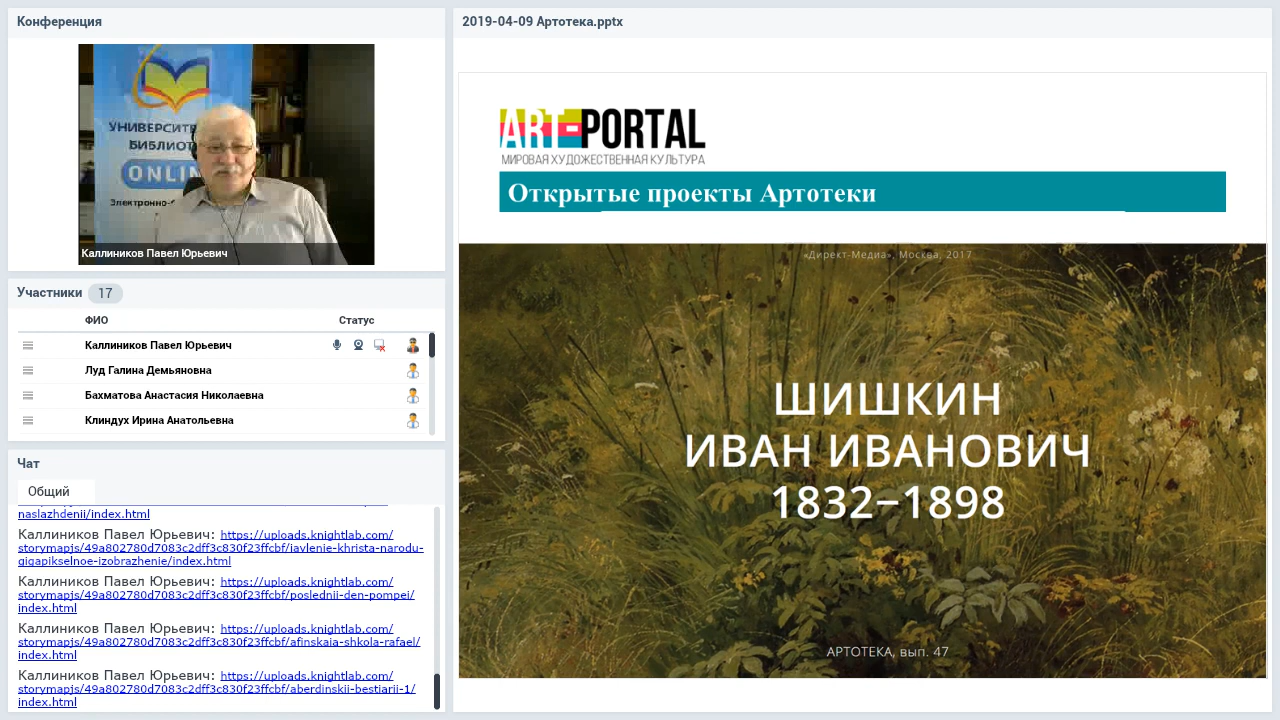 Конференция
УНИВЕРСИТЕ
БИБЛИОТ
ONLIN
Электронно-
Каллиников Павел Юрьевич
Участники 17
ФИО Статус
Каллиников Павел Юрьевич
Луд Галина Демьяновна
Бахматова Анастасия Николаевна
Клиндух Ирина Анатольевна
Чат
Общий
naslazhdenii/index.html
Каллиников Павел Юрьевич: https://uploads.knightlab.com/
storymapjs/49a802780d7083c2dff3c830f23ffcbf/iavlenie-khrista-narodu-
gigapikselnoe-izobrazhenie/index.html
Каллиников Павел Юрьевич: https://uploads.knightlab.com/
storymapjs/49a802780d7083c2dff3c830f23ffcbf/poslednii-den-pompei/
index.html
Каллиников Павел Юрьевич: https://uploads.knightlab.com/
storymapjs/49a802780d7083c2dff3c830f23ffcbf/afinskaia-shkola-rafael/
index.html
Каллиников Павел Юрьевич: https://uploads.knightlab.com/
storymapjs/49a802780d7083c2dff3c830f23ffcbf/aberdinskii-bestiarii-1/
index.html
2019-04-09 Артотека.pptx
ART-PORTAL
МИРОВАЯ ХУДОЖЕСТВЕННАЯ КУЛЬТУРА
Открытые проекты Артотеки
«Директ-Медиа», Москва, 2017
ШИШКИН
ИВАН ИВАНОВИЧ
1832–1898
АРТОТЕКА, вып. 47